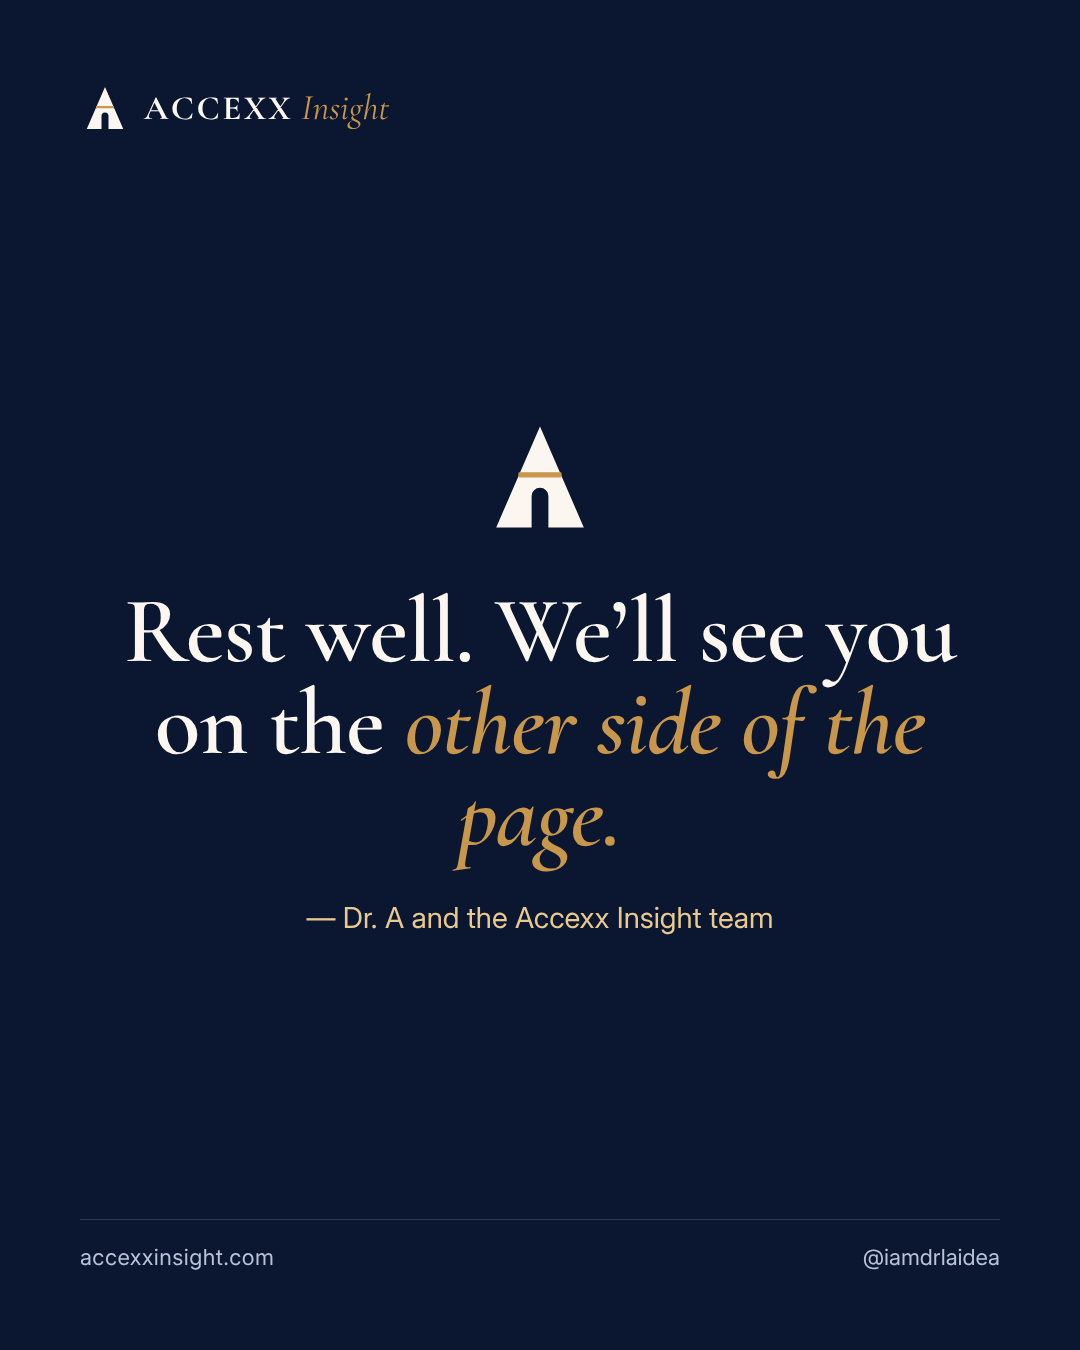 ACCEXX Insight
Rest well. We’ll see you
on the other side of the
page.
— Dr. A and the Accexx Insight team
accexxinsight.com
@iamdrlaidea